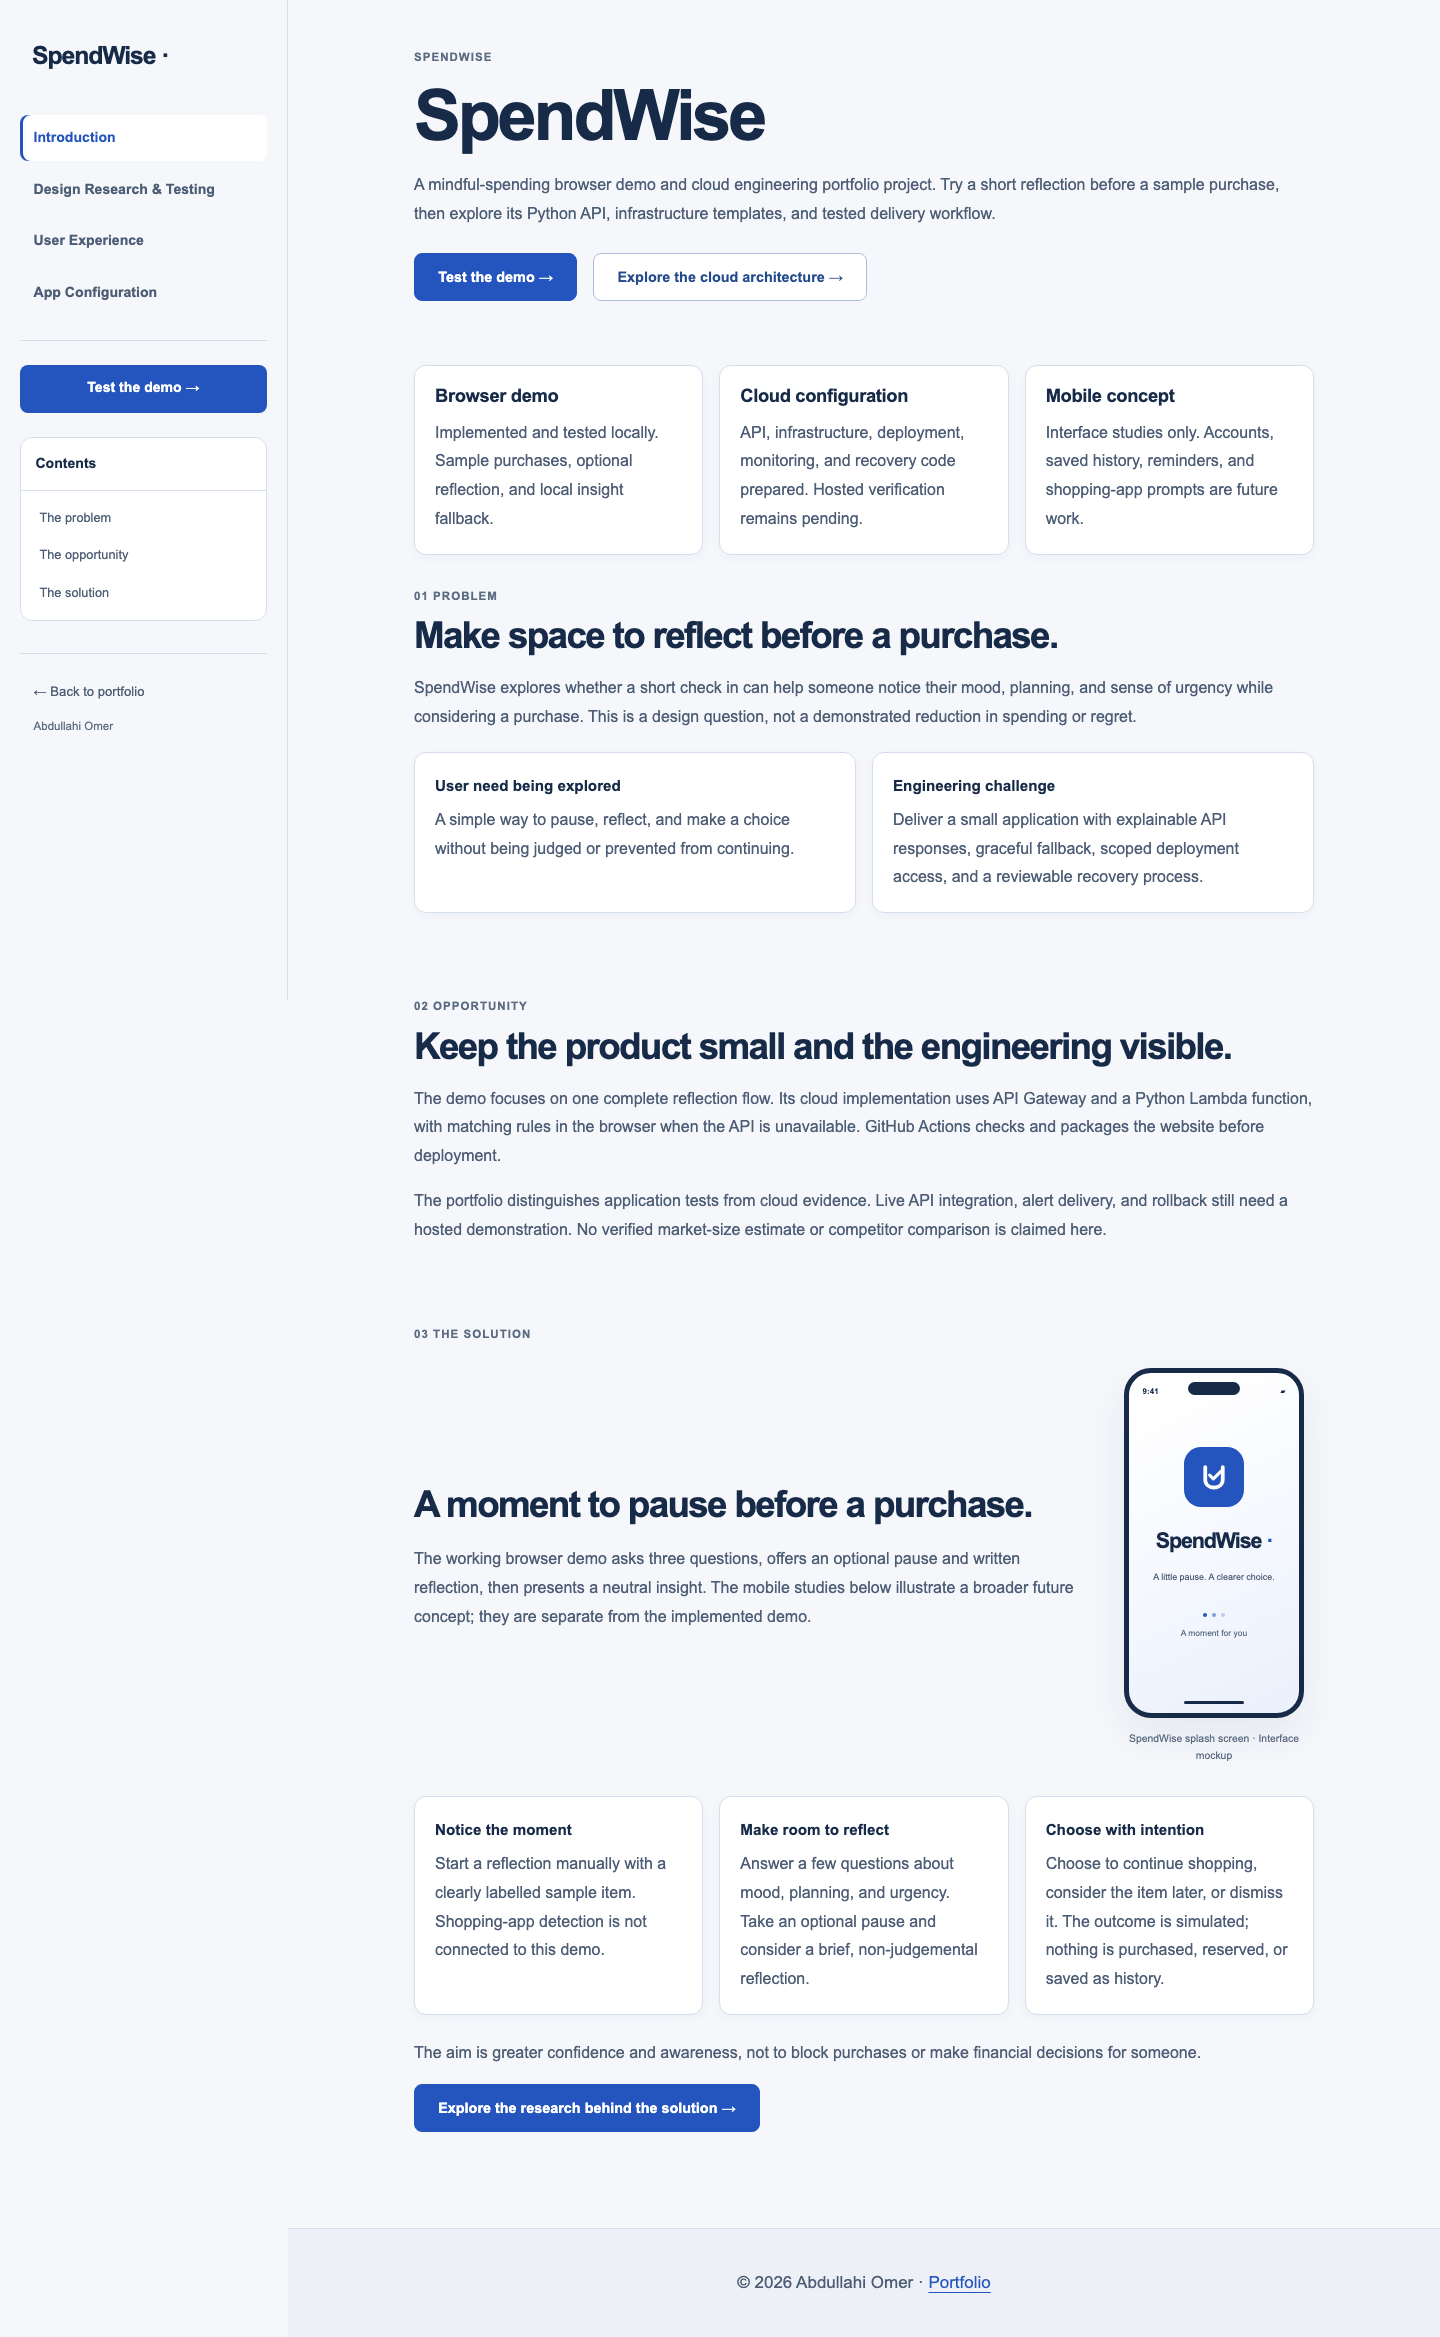 SpendWise ·
Introduction
Design Research & Testing
User Experience
App Configuration
Test the demo →
Contents
The problem
The opportunity
The solution
← Back to portfolio
Abdullahi Omer
SPENDWISE
SpendWise
A mindful-spending browser demo and cloud engineering portfolio project. Try a short reflection before a sample purchase,
then explore its Python API, infrastructure templates, and tested delivery workflow.
Test the demo →
Explore the cloud architecture →
Browser demo
Implemented and tested locally.
Sample purchases, optional
reflection, and local insight
fallback.
Cloud configuration
API, infrastructure, deployment,
monitoring, and recovery code
prepared. Hosted verification
remains pending.
Mobile concept
Interface studies only. Accounts,
saved history, reminders, and
shopping-app prompts are future
work.
01 PROBLEM
Make space to reflect before a purchase.
SpendWise explores whether a short check in can help someone notice their mood, planning, and sense of urgency while
considering a purchase. This is a design question, not a demonstrated reduction in spending or regret.
User need being explored
A simple way to pause, reflect, and make a choice
without being judged or prevented from continuing.
Engineering challenge
Deliver a small application with explainable API
responses, graceful fallback, scoped deployment
access, and a reviewable recovery process.
02 OPPORTUNITY
Keep the product small and the engineering visible.
The demo focuses on one complete reflection flow. Its cloud implementation uses API Gateway and a Python Lambda function,
with matching rules in the browser when the API is unavailable. GitHub Actions checks and packages the website before
deployment.
The portfolio distinguishes application tests from cloud evidence. Live API integration, alert delivery, and rollback still need a
hosted demonstration. No verified market-size estimate or competitor comparison is claimed here.
03 THE SOLUTION
A moment to pause before a purchase.
The working browser demo asks three questions, offers an optional pause and written
reflection, then presents a neutral insight. The mobile studies below illustrate a broader future
concept; they are separate from the implemented demo.
9:41
SpendWise ·
A little pause. A clearer choice.
A moment for you
SpendWise splash screen · Interface
mockup
Notice the moment
Start a reflection manually with a
clearly labelled sample item.
Shopping-app detection is not
connected to this demo.
Make room to reflect
Answer a few questions about
mood, planning, and urgency.
Take an optional pause and
consider a brief, non-judgemental
reflection.
Choose with intention
Choose to continue shopping,
consider the item later, or dismiss
it. The outcome is simulated;
nothing is purchased, reserved, or
saved as history.
The aim is greater confidence and awareness, not to block purchases or make financial decisions for someone.
Explore the research behind the solution →
© 2026 Abdullahi Omer · Portfolio